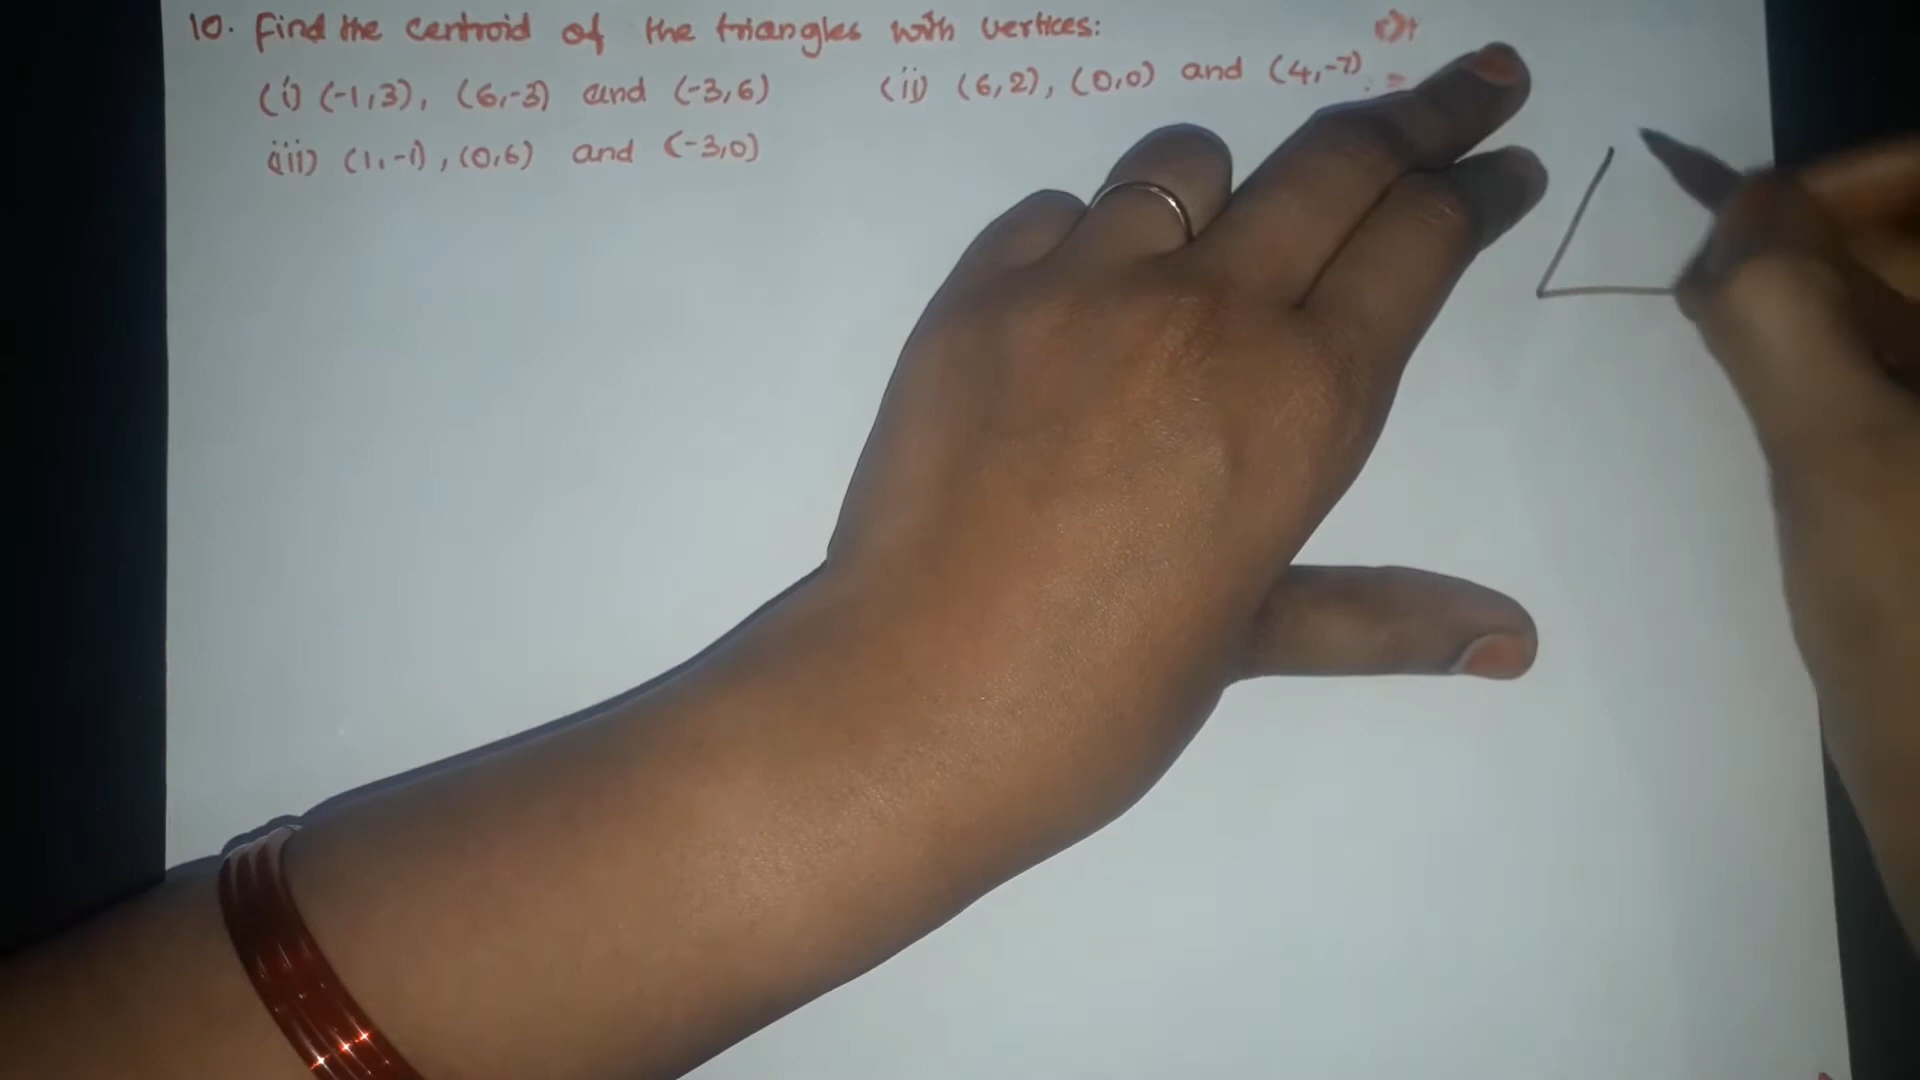 10. Find the centroid of the triangles with vertices:
(i) (-1,3), (6,-3) and (-3,6) (ii) (6,2), (0,0) and (4,-7)
(iii) (1,-1), (0,6) and (-3,0)